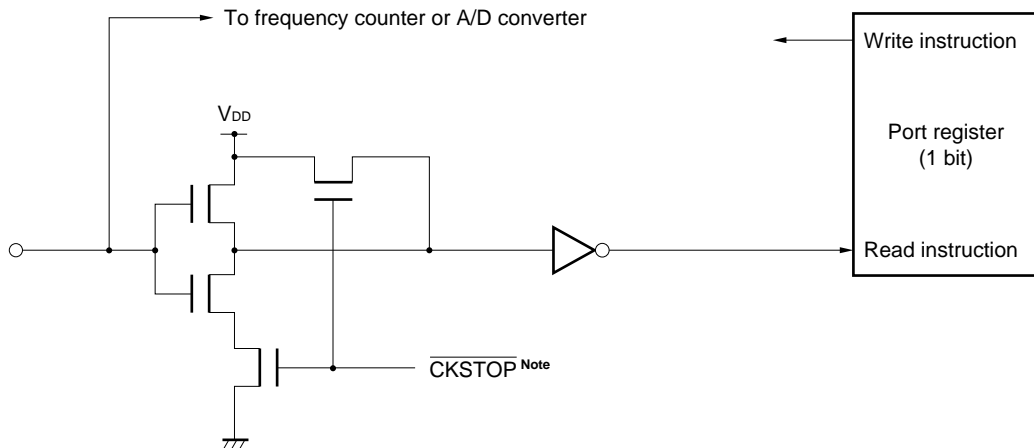 To frequency counter or A/D converter
Write instruction
VDD
Port register
(1 bit)
Read instruction
CKSTOP Note